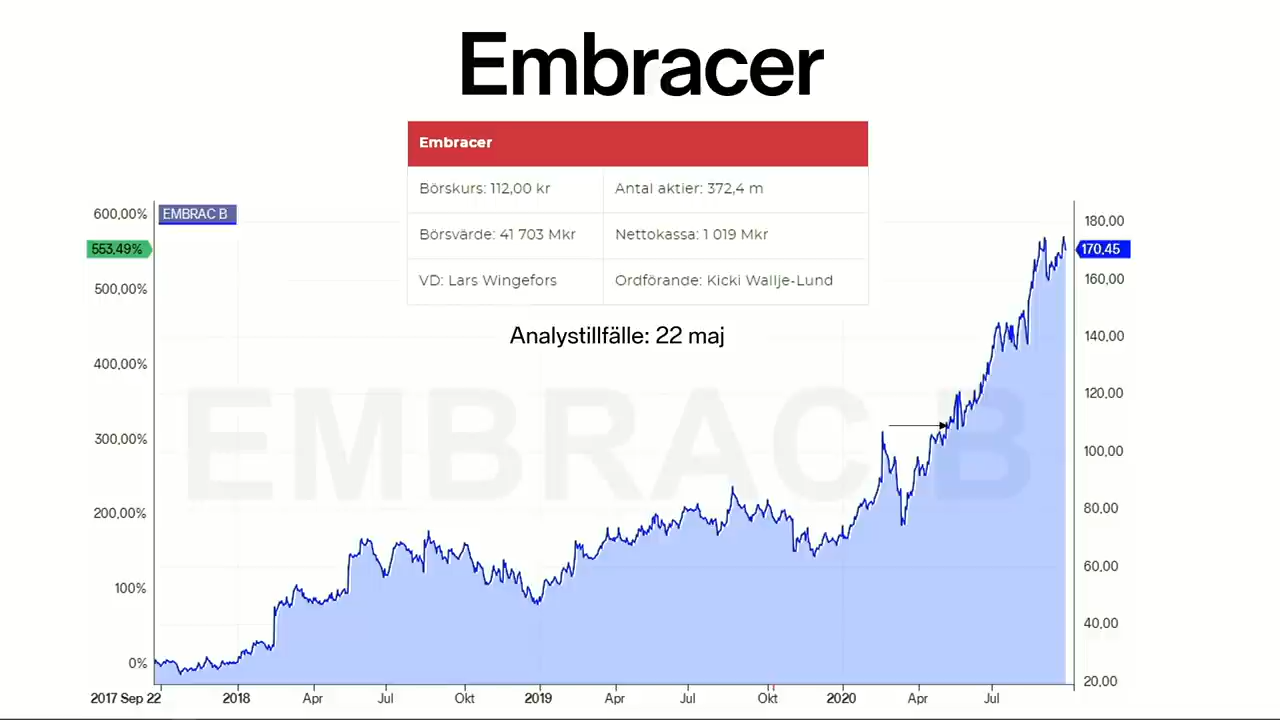 Embracer
Embracer
Börskurs: 112,00 kr Antal aktier: 372,4 m
Börsvärde: 41 703 Mkr Nettokassa: 1 019 Mkr
VD: Lars Wingefors Ordförande: Kicki Wallje-Lund
Analystillfälle: 22 maj
EMBRAC B
600,00%
553,49%
500,00%
400,00%
300,00%
200,00%
100%
0%
EMBRAC B
180,00
170,45
160,00
140,00
120,00
100,00
80,00
60,00
40,00
20,00
2017 Sep 22 2018 Apr Jul Okt 2019 Apr Jul Okt 2020 Apr Jul